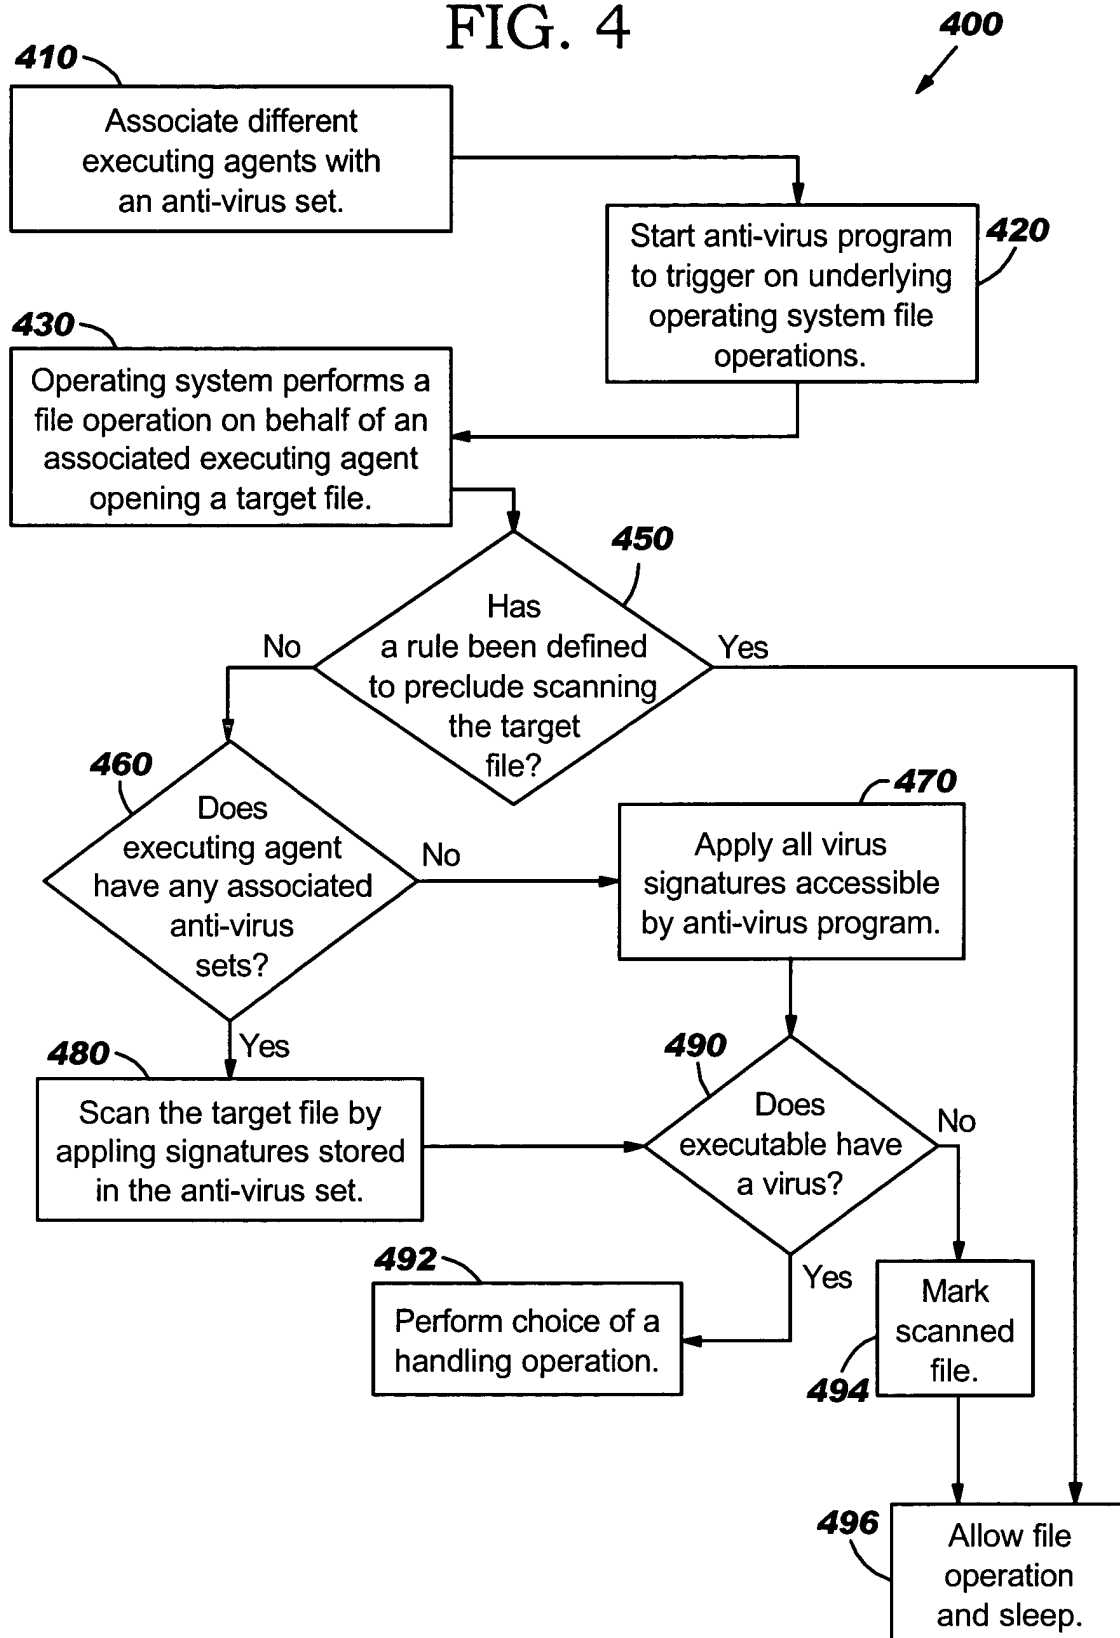 FIG. 4
400
410
Associate different
executing agents with
an anti-virus set.
420
Start anti-virus program
to trigger on underlying
operating system file
operations.
430
Operating system performs a
file operation on behalf of an
associated executing agent
opening a target file.
450
Has
a rule been defined
to preclude scanning
the target
file?
No
Yes
460
Does
executing agent
have any associated
anti-virus
sets?
No
Yes
470
Apply all virus
signatures accessible
by anti-virus program.
480
Scan the target file by
appling signatures stored
in the anti-virus set.
490
Does
executable have
a virus?
No
Yes
492
Perform choice of a
handling operation.
Mark
scanned
file.
494
496
Allow file
operation
and sleep.